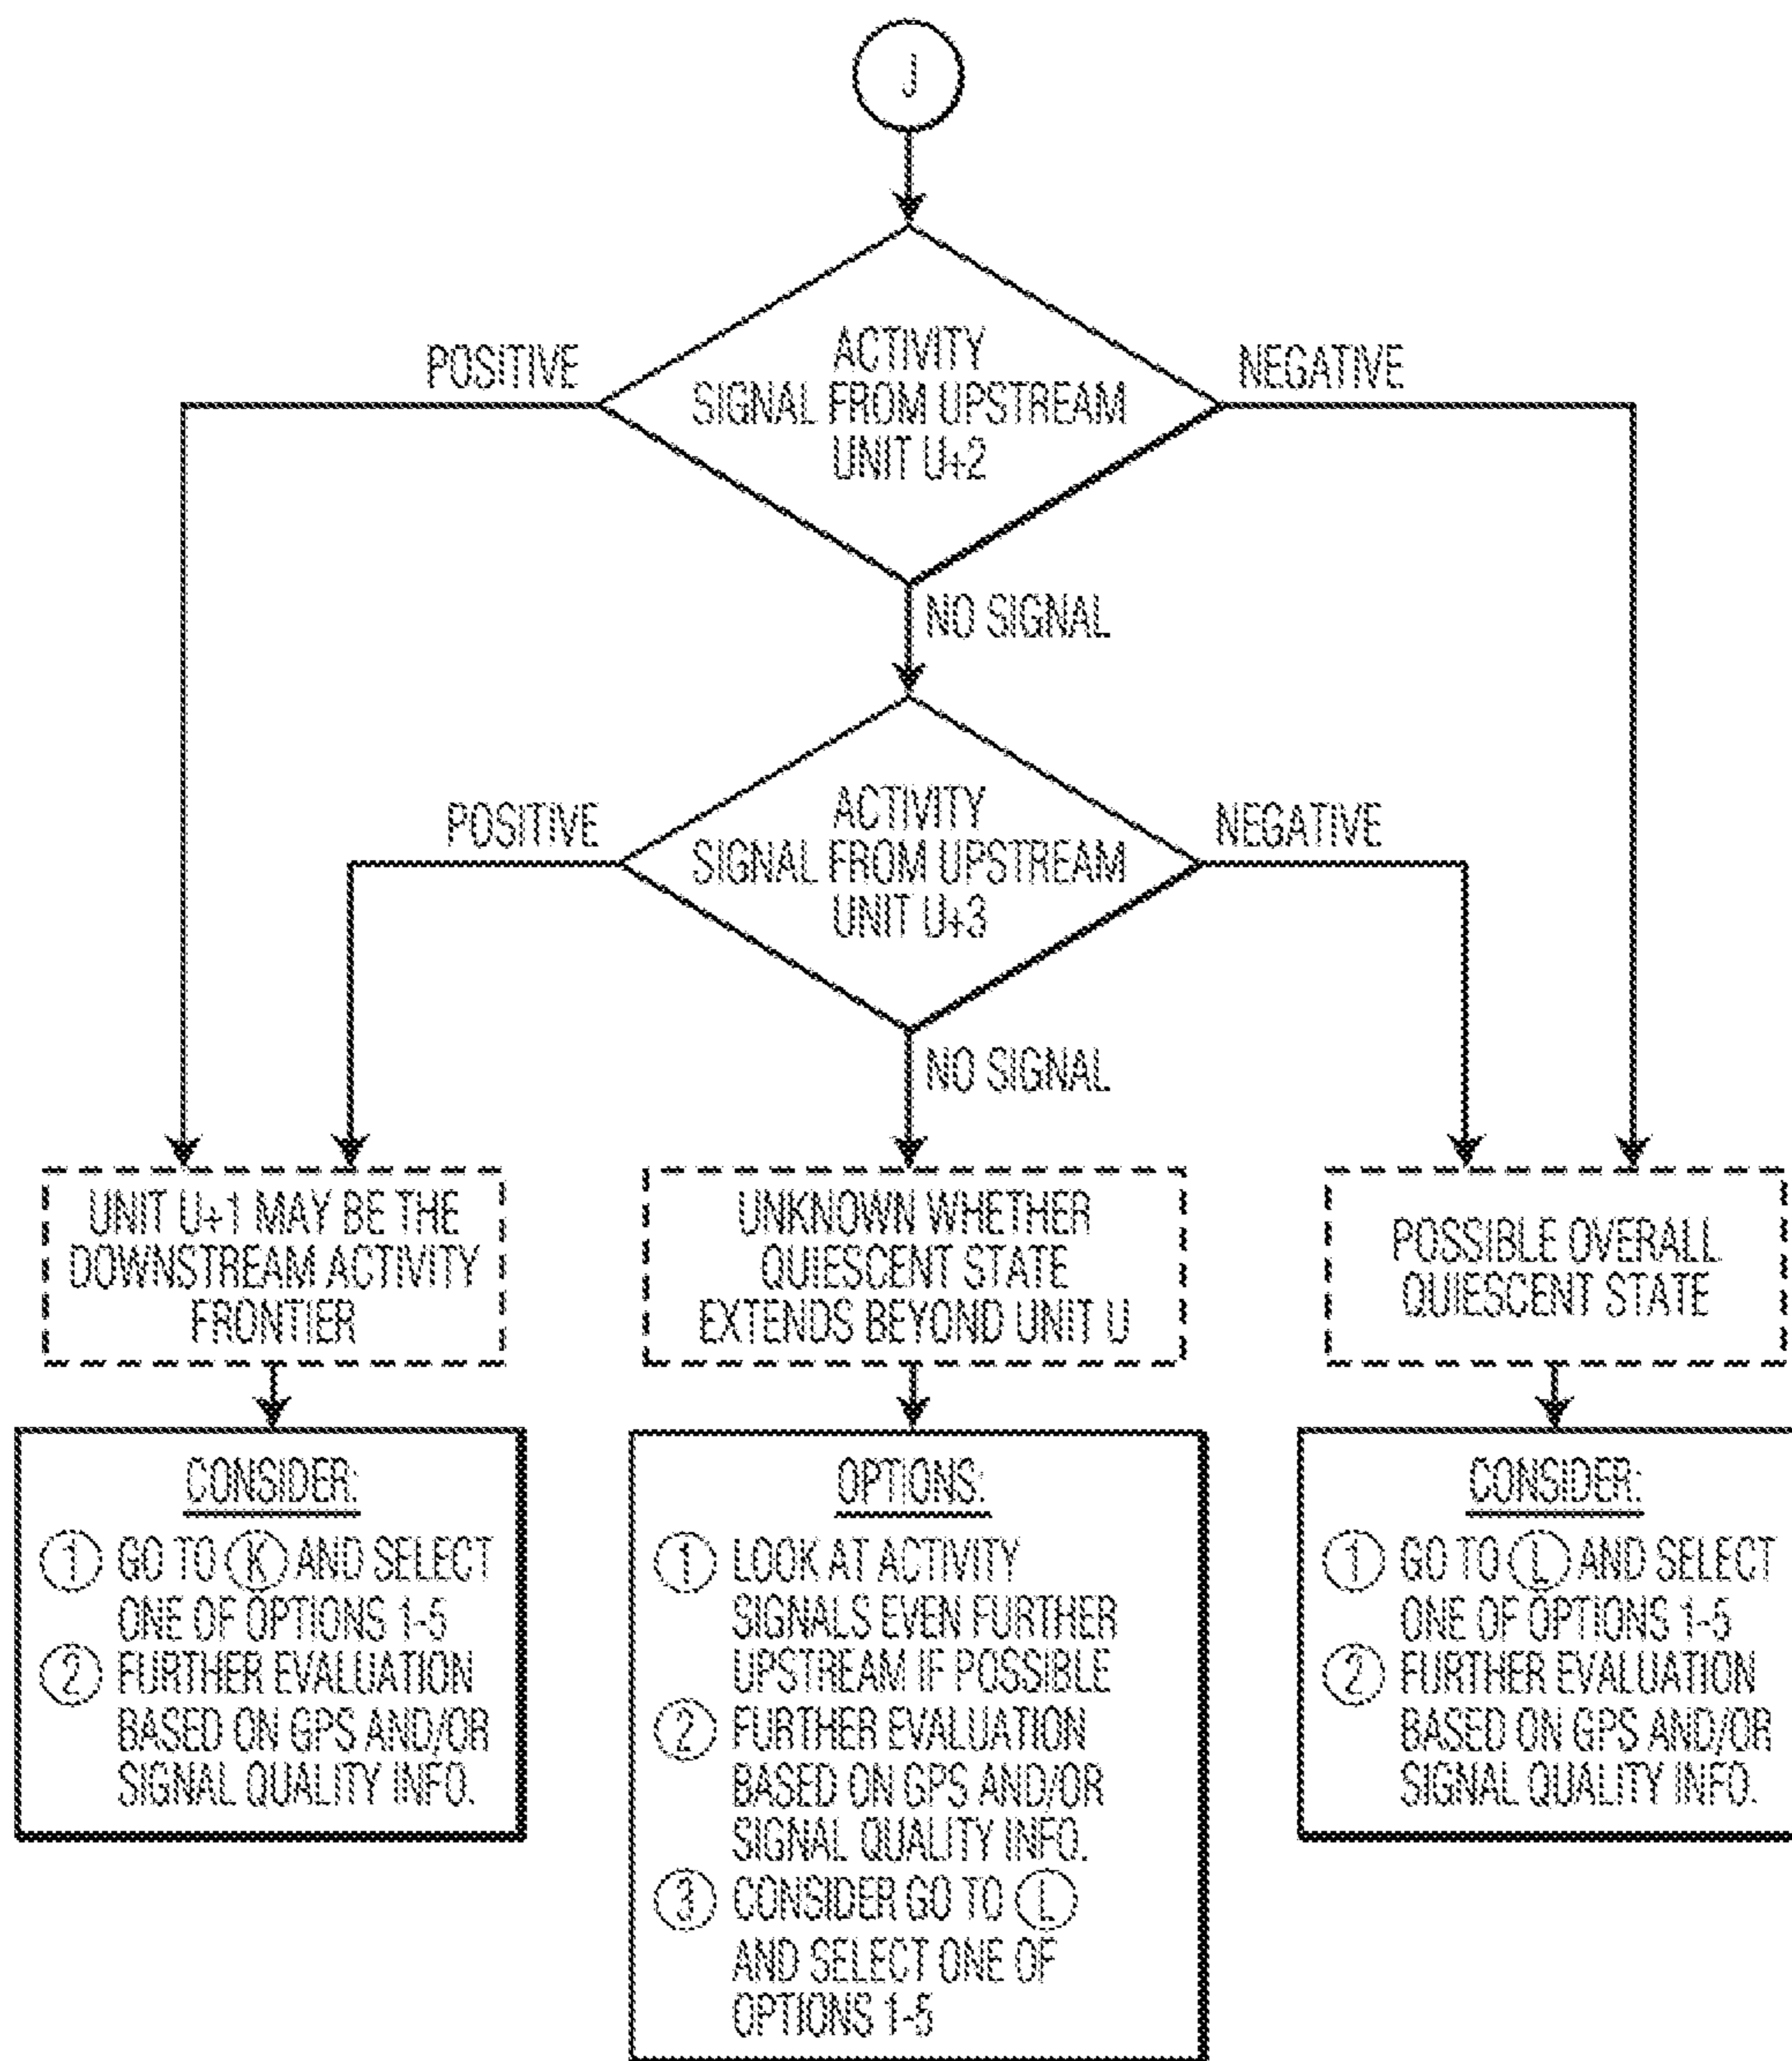 J
ACTIVITY
SIGNAL FROM UPSTREAM
UNIT U+2
POSITIVE
NEGATIVE
NO SIGNAL
ACTIVITY
SIGNAL FROM UPSTREAM
UNIT U+3
POSITIVE
NEGATIVE
NO SIGNAL
UNIT U+1 MAY BE THE
DOWNSTREAM ACTIVITY
FRONTIER
UNKNOWN WHETHER
QUIESCENT STATE
EXTENDS BEYOND UNIT U
POSSIBLE OVERALL
QUIESCENT STATE
CONSIDER:
1 GO TO K AND SELECT
ONE OF OPTIONS 1-5
2 FURTHER EVALUATION
BASED ON GPS AND/OR
SIGNAL QUALITY INFO.
OPTIONS:
1 LOOK AT ACTIVITY
SIGNALS EVEN FURTHER
UPSTREAM IF POSSIBLE
2 FURTHER EVALUATION
BASED ON GPS AND/OR
SIGNAL QUALITY INFO.
3 CONSIDER GO TO L
AND SELECT ONE OF
OPTIONS 1-5
CONSIDER:
1 GO TO L AND SELECT
ONE OF OPTIONS 1-5
2 FURTHER EVALUATION
BASED ON GPS AND/OR
SIGNAL QUALITY INFO.